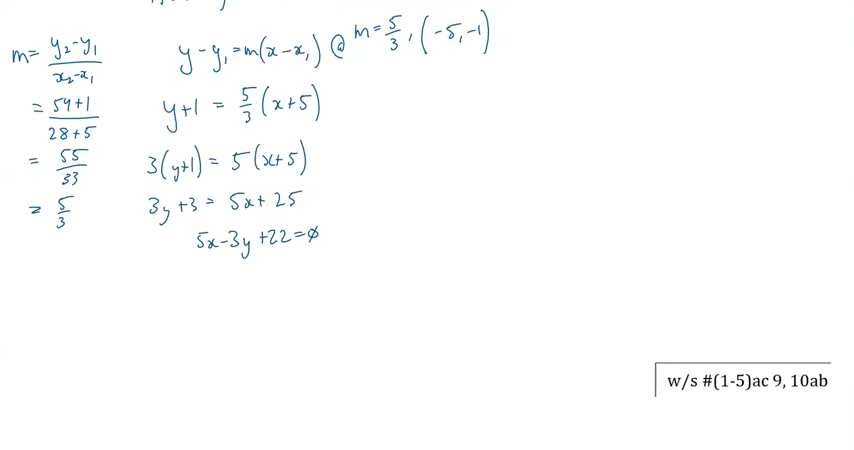 m = y₂-y₁ / x₂-x₁
= 54+1 / 28+5
= 55 / 33
= 5 / 3
y - y₁ = m(x - x₁) @ m = 5/3, (-5, -1)
y+1 = 5/3 (x+5)
3(y+1) = 5(x+5)
3y+3 = 5x+25
5x-3y+22=0
w/s #(1-5)ac 9, 10ab